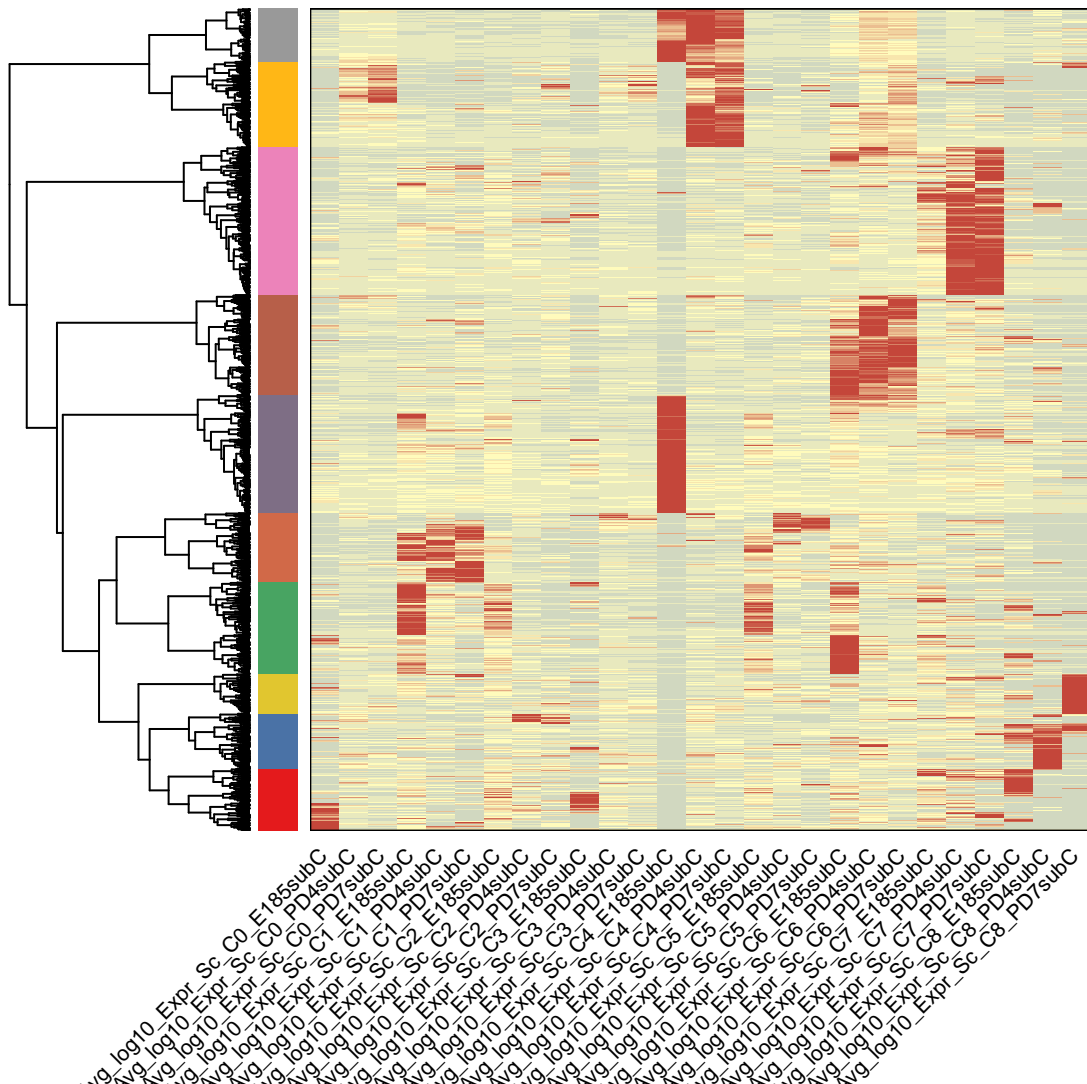 Avg_log10_Expr_Sc_C0_E185subC
Avg_log10_Expr_Sc_C0_PD4subC
Avg_log10_Expr_Sc_C0_PD7subC
Avg_log10_Expr_Sc_C1_E185subC
Avg_log10_Expr_Sc_C1_PD4subC
Avg_log10_Expr_Sc_C1_PD7subC
Avg_log10_Expr_Sc_C2_E185subC
Avg_log10_Expr_Sc_C2_PD4subC
Avg_log10_Expr_Sc_C2_PD7subC
Avg_log10_Expr_Sc_C3_E185subC
Avg_log10_Expr_Sc_C3_PD4subC
Avg_log10_Expr_Sc_C3_PD7subC
Avg_log10_Expr_Sc_C4_E185subC
Avg_log10_Expr_Sc_C4_PD4subC
Avg_log10_Expr_Sc_C4_PD7subC
Avg_log10_Expr_Sc_C5_E185subC
Avg_log10_Expr_Sc_C5_PD4subC
Avg_log10_Expr_Sc_C5_PD7subC
Avg_log10_Expr_Sc_C6_E185subC
Avg_log10_Expr_Sc_C6_PD4subC
Avg_log10_Expr_Sc_C6_PD7subC
Avg_log10_Expr_Sc_C7_E185subC
Avg_log10_Expr_Sc_C7_PD4subC
Avg_log10_Expr_Sc_C7_PD7subC
Avg_log10_Expr_Sc_C8_E185subC
Avg_log10_Expr_Sc_C8_PD4subC
Avg_log10_Expr_Sc_C8_PD7subC